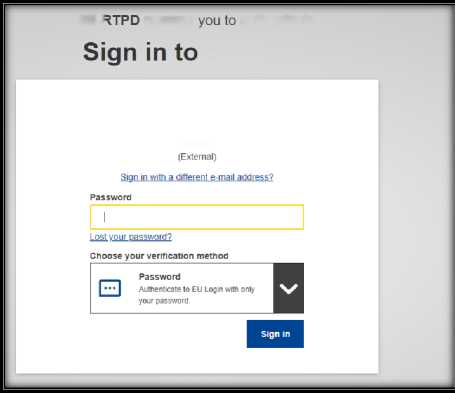 RTPD you to
Sign in to
(External)
Sign in with a different e-mail address?
Password
Lost your password?
Choose your verification method
Password
Authenticate to EU Login with only
your password.
Sign in